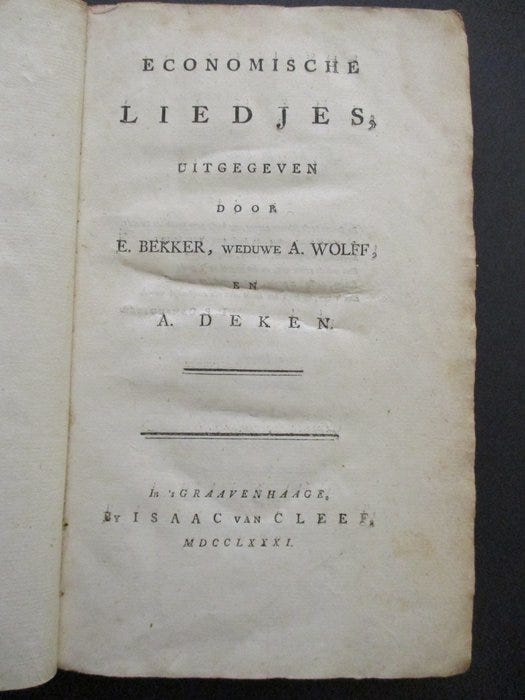 ECONOMISCHE
LIEDJES,
UITGEGEVEN
DOOR
E. BEKKER, WEDUWE A. WOLFF,
EN
A. DEKEN.
In 's GRAAVENHAAGE,
BY ISAAC VAN CLEEF,
MDCCLXXXI.